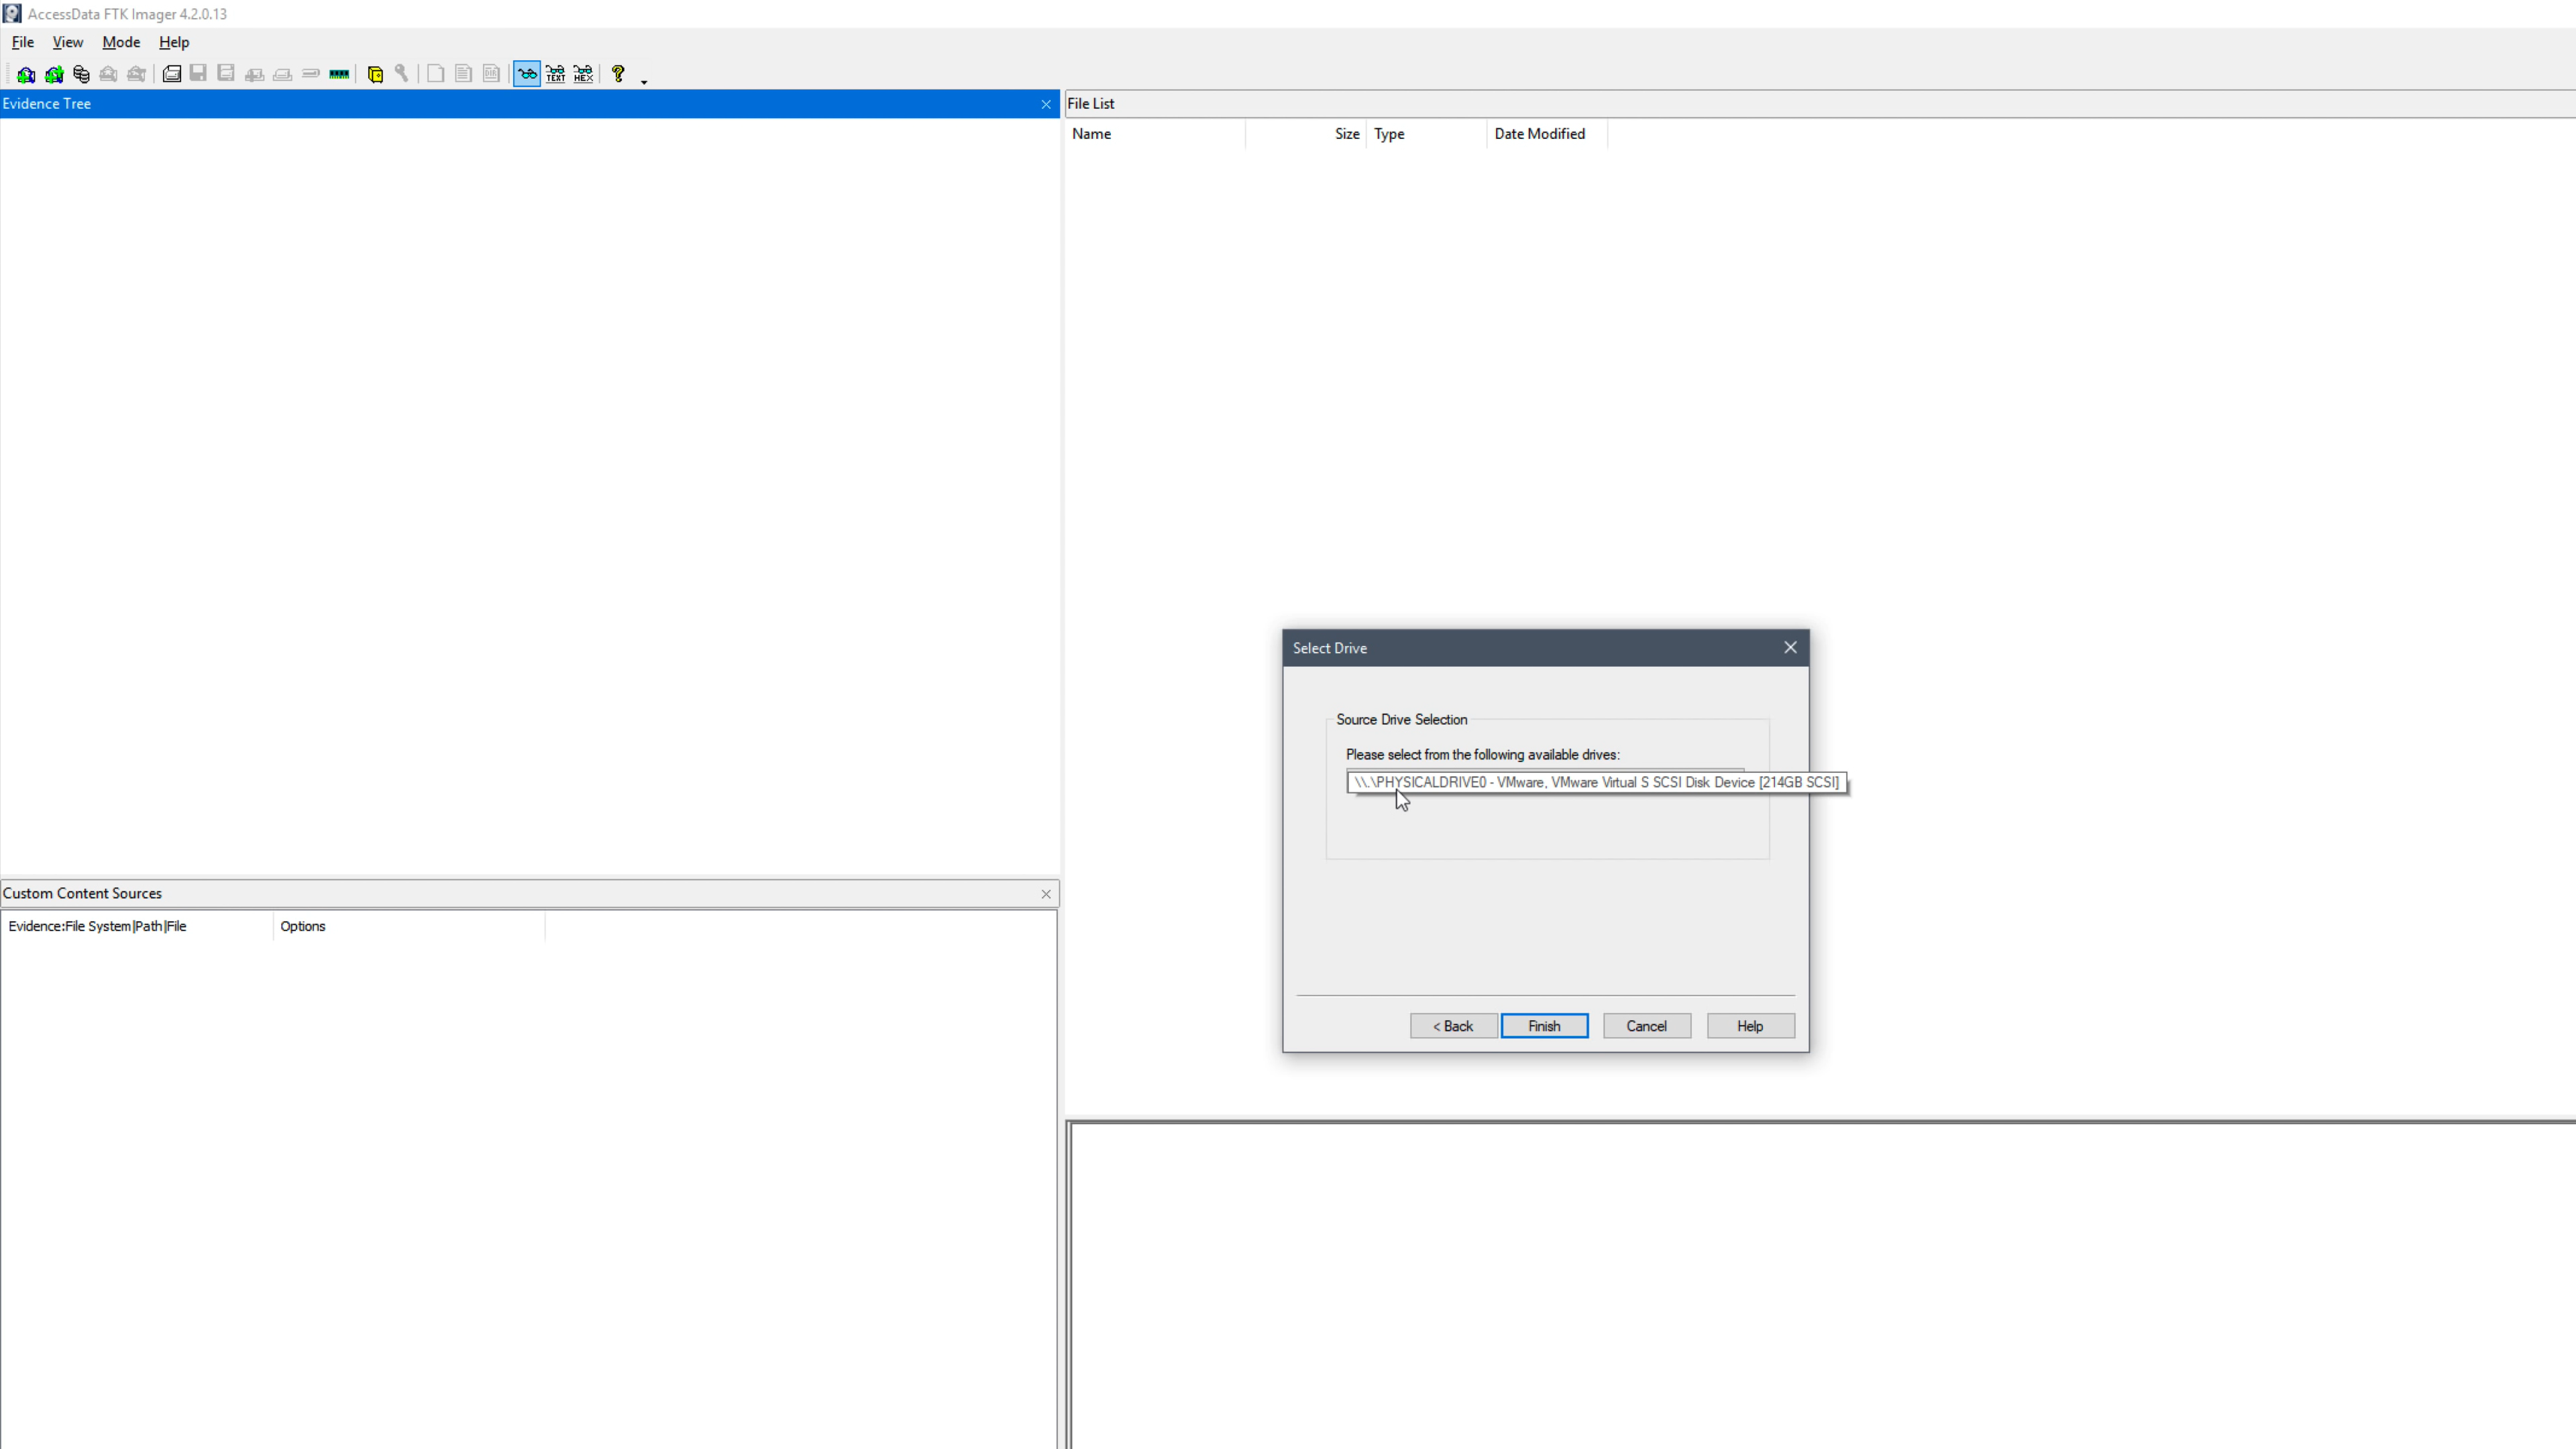 AccessData FTK Imager 4.2.0.13
File View Mode Help
TEXT HEX
Evidence Tree
File List
Name Size Type Date Modified
Select Drive
Source Drive Selection
Please select from the following available drives:
\\.\PHYSICALDRIVE0 - VMware, VMware Virtual S SCSI Disk Device [214GB SCSI]
< Back Finish Cancel Help
Custom Content Sources
Evidence:File System|Path|File Options